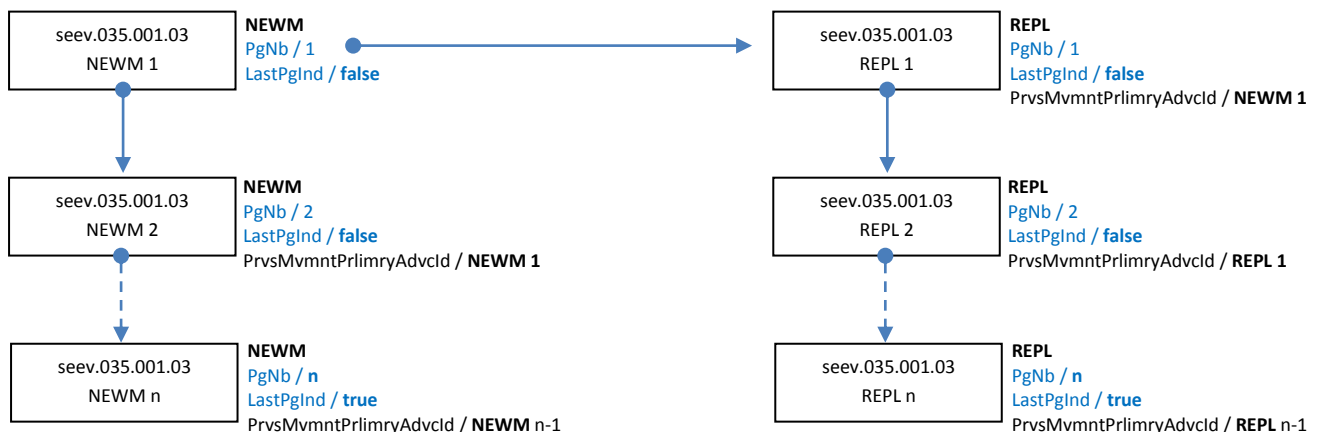 seev.035.001.03
NEWM 1
NEWM
PgNb / 1
LastPgInd / false
seev.035.001.03
REPL 1
REPL
PgNb / 1
LastPgInd / false
PrvsMvmntPrlimryAdvcId / NEWM 1
seev.035.001.03
NEWM 2
NEWM
PgNb / 2
LastPgInd / false
PrvsMvmntPrlimryAdvcId / NEWM 1
seev.035.001.03
REPL 2
REPL
PgNb / 2
LastPgInd / false
PrvsMvmntPrlimryAdvcId / REPL 1
seev.035.001.03
NEWM n
NEWM
PgNb / n
LastPgInd / true
PrvsMvmntPrlimryAdvcId / NEWM n-1
seev.035.001.03
REPL n
REPL
PgNb / n
LastPgInd / true
PrvsMvmntPrlimryAdvcId / REPL n-1